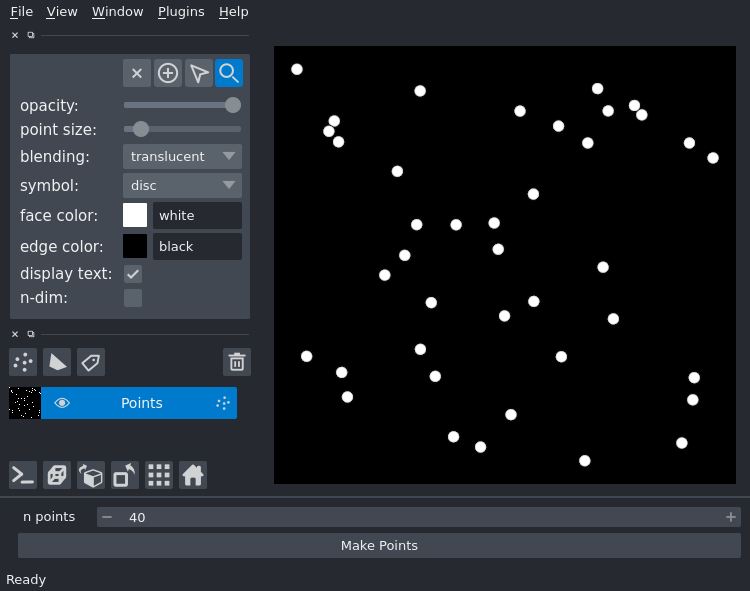 File View Window Plugins Help
opacity:
point size:
blending: translucent
symbol: disc
face color: white
edge color: black
display text:
n-dim:
Points
n points 40
Make Points
Ready